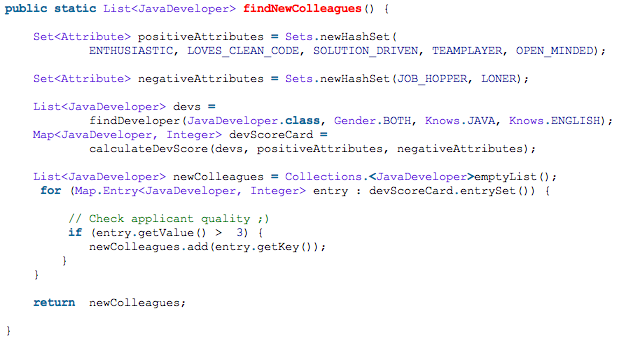 public static List<JavaDeveloper> findNewColleagues() {
Set<Attribute> positiveAttributes = Sets.newHashSet(
ENTHUSIASTIC, LOVES_CLEAN_CODE, SOLUTION_DRIVEN, TEAMPLAYER, OPEN_MINDED);
Set<Attribute> negativeAttributes = Sets.newHashSet(JOB_HOPPER, LONER);
List<JavaDeveloper> devs =
findDeveloper(JavaDeveloper.class, Gender.BOTH, Knows.JAVA, Knows.ENGLISH);
Map<JavaDeveloper, Integer> devScoreCard =
calculateDevScore(devs, positiveAttributes, negativeAttributes);
List<JavaDeveloper> newColleagues = Collections.<JavaDeveloper>emptyList();
for (Map.Entry<JavaDeveloper, Integer> entry : devScoreCard.entrySet()) {
// Check applicant quality ;)
if (entry.getValue() > 3) {
newColleagues.add(entry.getKey());
}
}
return newColleagues;
}